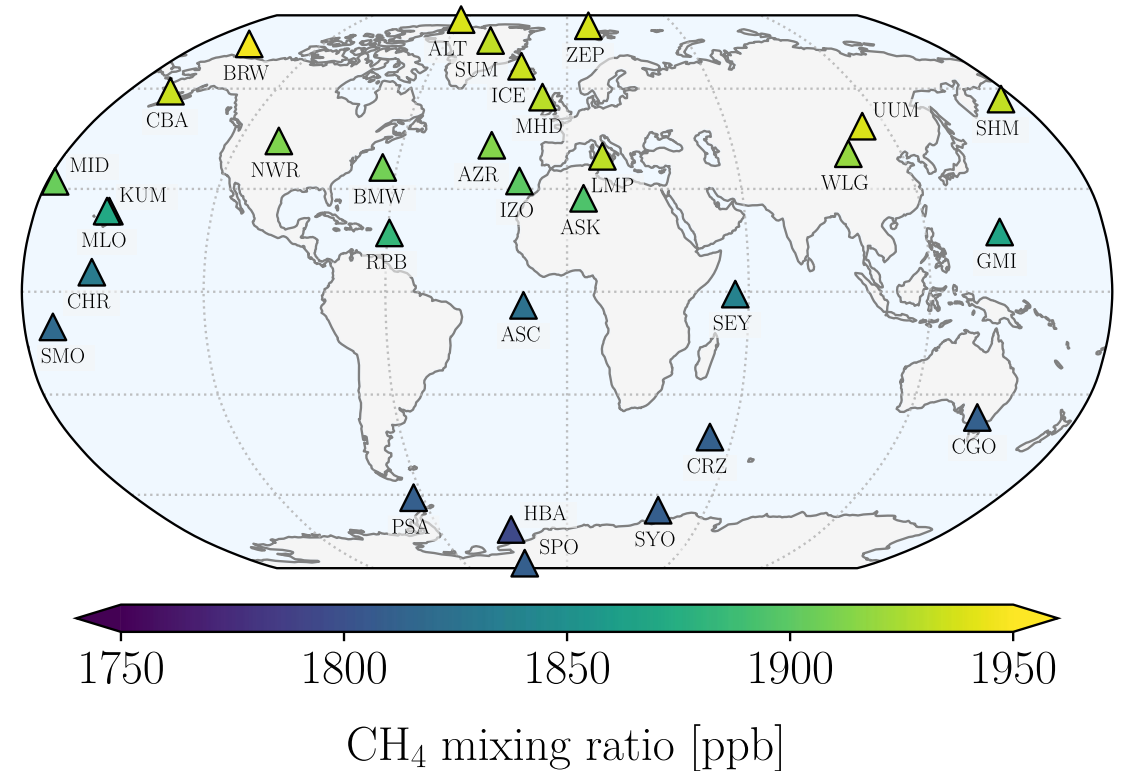 ALT
ZEP
BRW
SUM
ICE
CBA
MHD
UUM
SHM
NWR
AZR
MID
BMW
LMP
WLG
KUM
IZO
MLO
ASK
RPB
GMI
CHR
ASC
SEY
SMO
CGO
CRZ
PSA
HBA
SYO
SPO
1750 1800 1850 1900 1950
CH₄ mixing ratio [ppb]